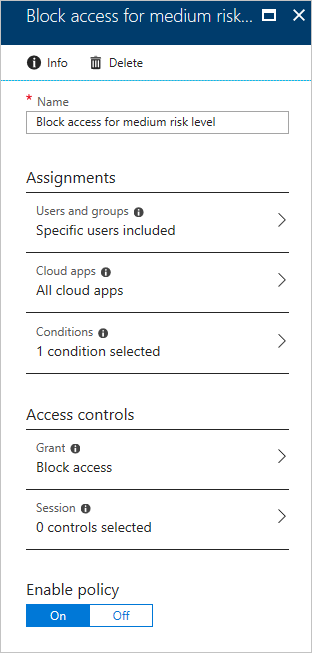 Block access for medium risk...
Info Delete
* Name
Block access for medium risk level
Assignments
Users and groups
Specific users included
Cloud apps
All cloud apps
Conditions
1 condition selected
Access controls
Grant
Block access
Session
0 controls selected
Enable policy
On Off